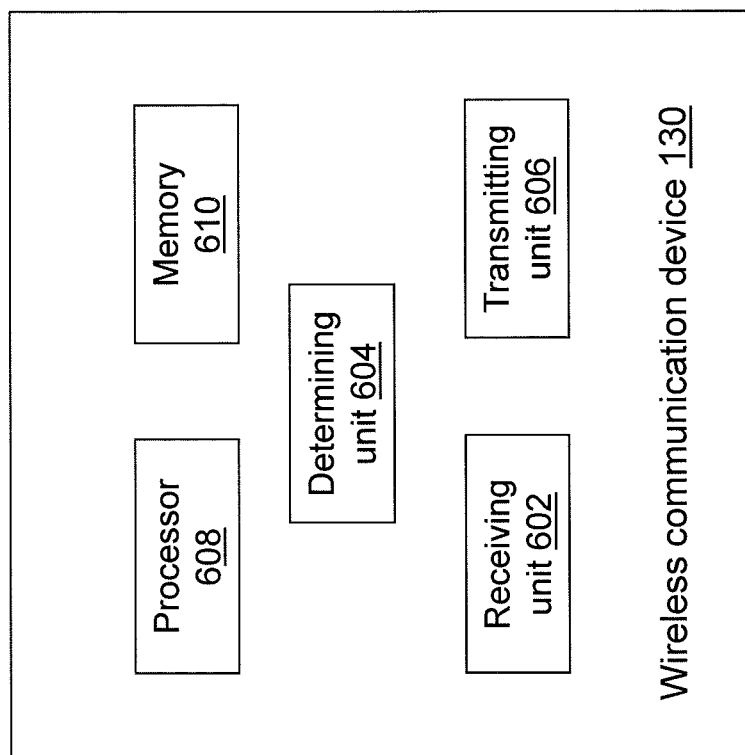 Processor
608
Memory
610
Determining
unit 604
Receiving
unit 602
Transmitting
unit 606
Wireless communication device 130